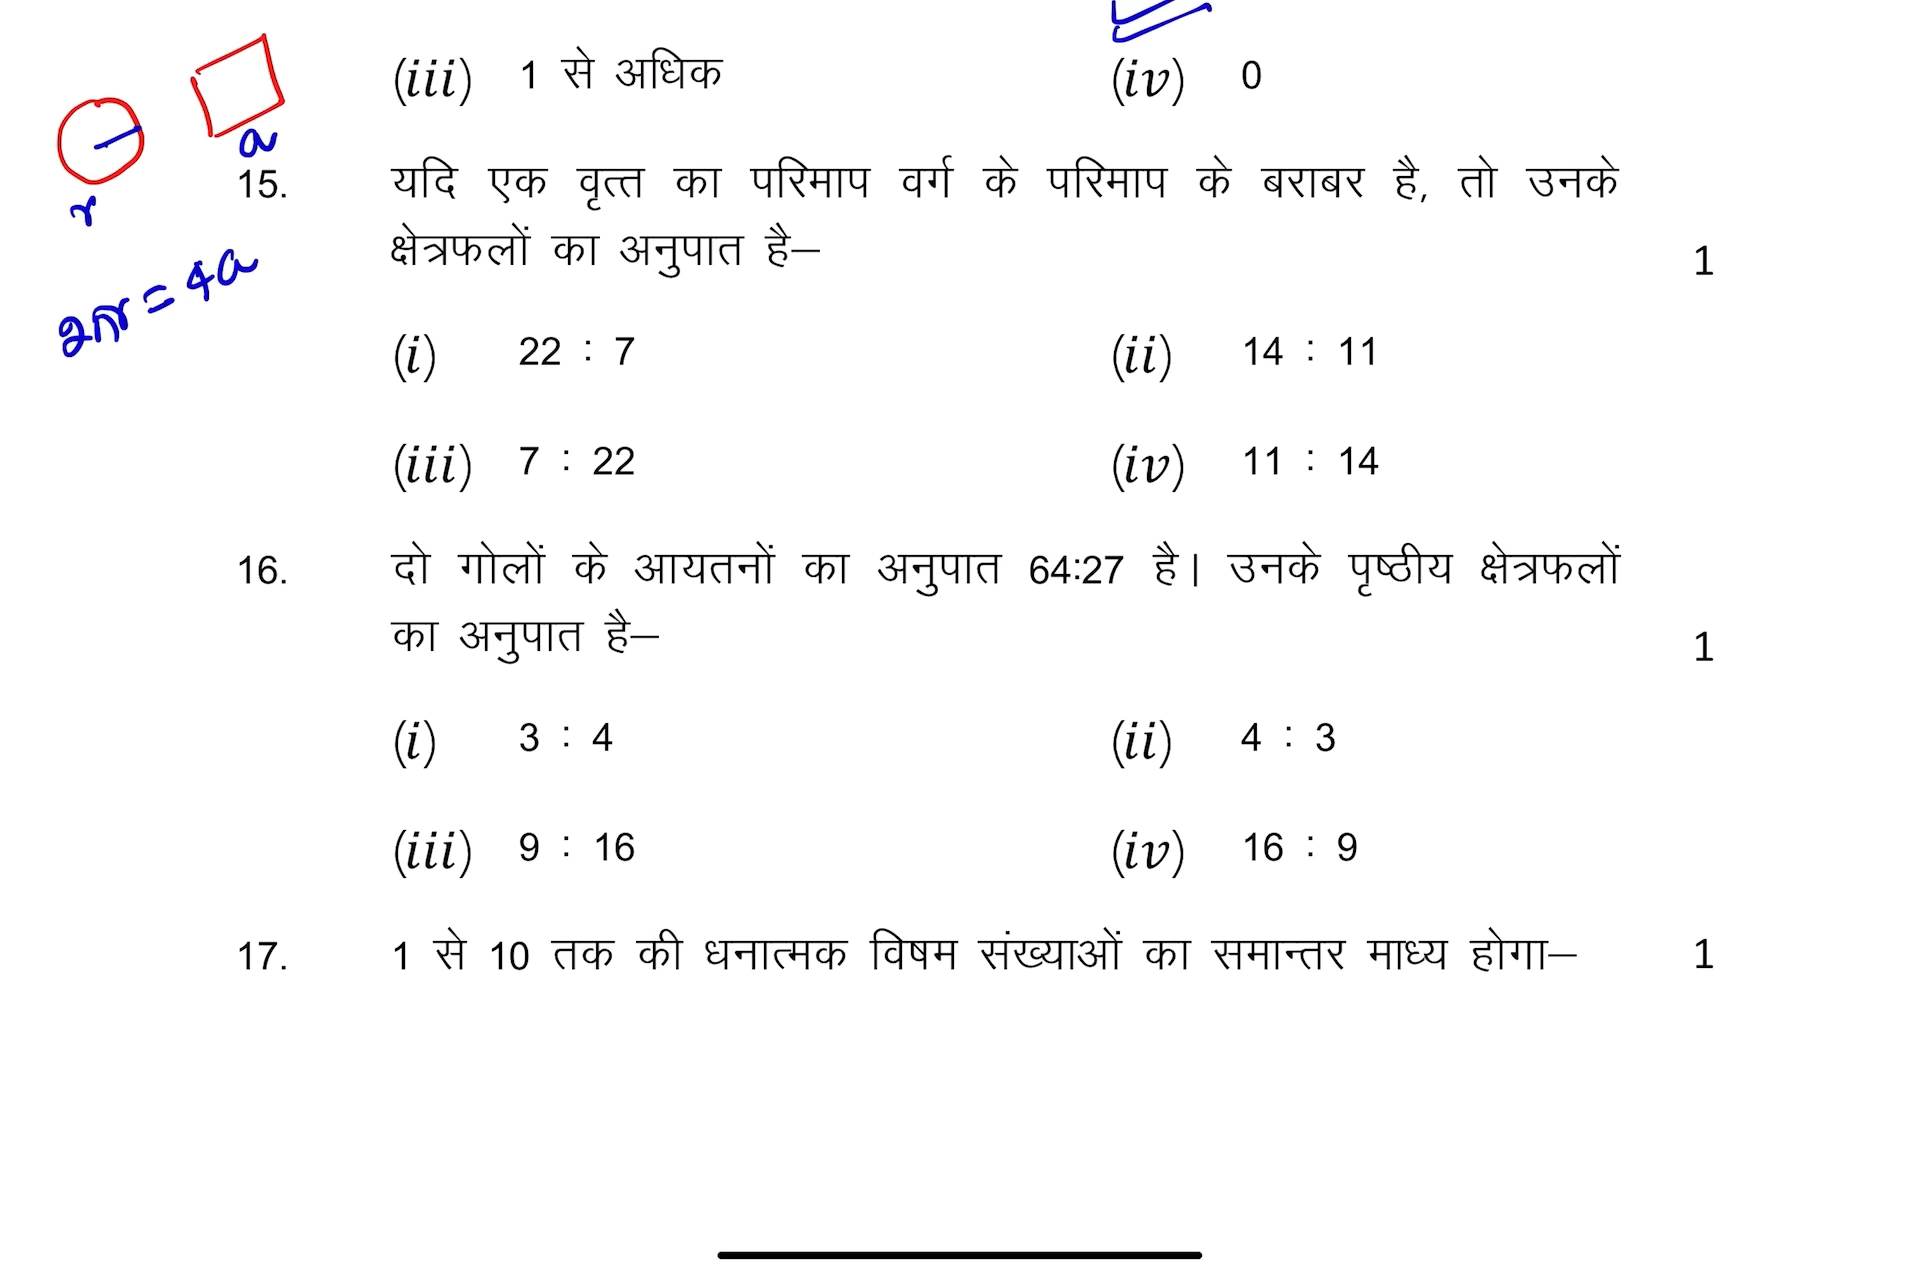 (iii) 1 से अधिक (iv) 0
a
15. यदि एक वृत्त का परिमाप वर्ग के परिमाप के बराबर है, तो उनके
r
क्षेत्रफलों का अनुपात है– 1
2πr = 4a
(i) 22 : 7 (ii) 14 : 11
(iii) 7 : 22 (iv) 11 : 14
16. दो गोलों के आयतनों का अनुपात 64:27 है। उनके पृष्ठीय क्षेत्रफलों
का अनुपात है– 1
(i) 3 : 4 (ii) 4 : 3
(iii) 9 : 16 (iv) 16 : 9
17. 1 से 10 तक की धनात्मक विषम संख्याओं का समान्तर माध्य होगा– 1